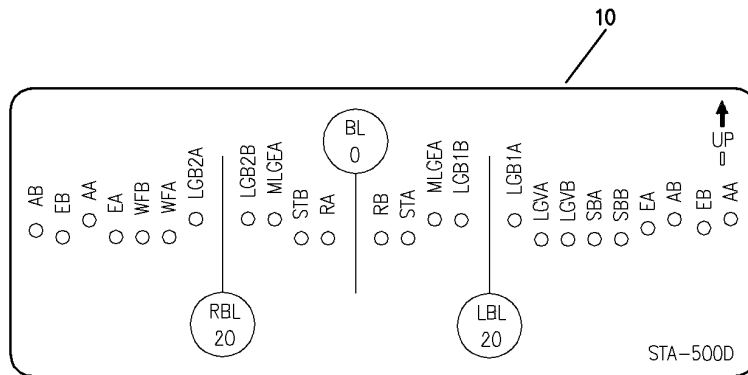 10
UP
BL
0
AB
EB
AA
EA
WFB
WFA
LGB2A
LGB2B
MLGEA
STB
RA
RB
STA
MLGEA
LGB1B
LGB1A
LGVA
LGVB
SBA
SBB
EA
AB
EB
AA
RBL
20
LBL
20
STA-500D